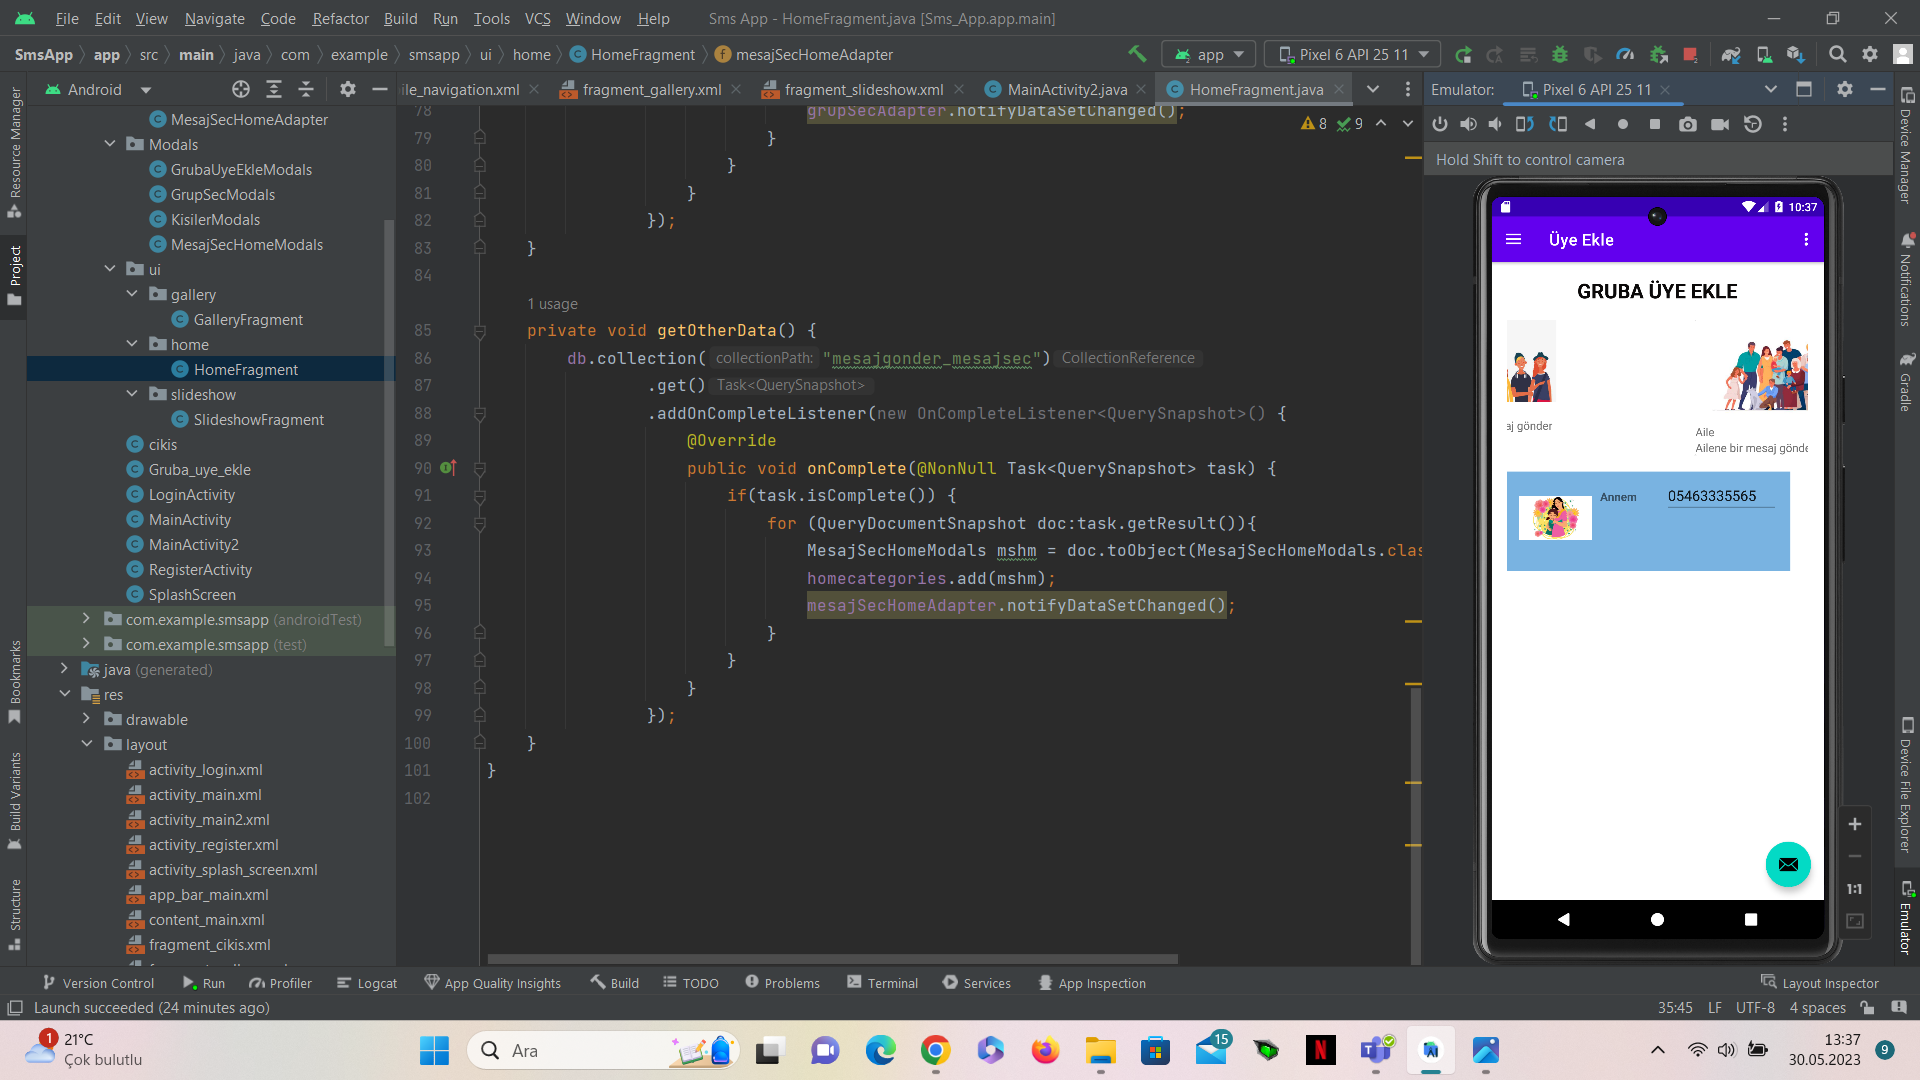 File Edit View Navigate Code Refactor Build Run Tools VCS Window Help Sms App - HomeFragment.java [Sms_App.app.main]
SmsApp app src main java com example smsapp ui home HomeFragment mesajSecHomeAdapter app Pixel 6 API 25 11
Android
ile_navigation.xml fragment_gallery.xml fragment_slideshow.xml MainActivity2.java HomeFragment.java
Emulator: Pixel 6 API 25 11
Resource Manager
Project
Bookmarks
Build Variants
Structure
MesajSecHomeAdapter
Modals
GrubaUyeEkleModals
GrupSecModals
KisilerModals
MesajSecHomeModals
ui
gallery
GalleryFragment
home
HomeFragment
slideshow
SlideshowFragment
cikis
Gruba_uye_ekle
LoginActivity
MainActivity
MainActivity2
RegisterActivity
SplashScreen
com.example.smsapp (androidTest)
com.example.smsapp (test)
java (generated)
res
drawable
layout
activity_login.xml
activity_main.xml
activity_main2.xml
activity_register.xml
activity_splash_screen.xml
app_bar_main.xml
content_main.xml
fragment_cikis.xml
8 9
78 grupSecAdapter.notifyDataSetChanged();
79 }
80 }
81 }
82 });
83 }
84
1 usage
85 private void getOtherData() {
86 db.collection( collectionPath: "mesajgonder_mesajsec") CollectionReference
87 .get() Task<QuerySnapshot>
88 .addOnCompleteListener(new OnCompleteListener<QuerySnapshot>() {
89 @Override
90 public void onComplete(@NonNull Task<QuerySnapshot> task) {
91 if(task.isComplete()) {
92 for (QueryDocumentSnapshot doc:task.getResult()){
93 MesajSecHomeModals mshm = doc.toObject(MesajSecHomeModals.clas
94 homecategories.add(mshm);
95 mesajSecHomeAdapter.notifyDataSetChanged();
96 }
97 }
98 }
99 });
100 }
101 }
102
Hold Shift to control camera
10:37
Üye Ekle
GRUBA ÜYE EKLE
aj gönder
Aile
Ailene bir mesaj gönde
Annem 05463335565
1:1
Device Manager
Notifications
Gradle
Device File Explorer
Emulator
Version Control Run Profiler Logcat App Quality Insights Build TODO Problems Terminal Services App Inspection Layout Inspector
Launch succeeded (24 minutes ago) 35:45 LF UTF-8 4 spaces
1 21°C
Çok bulutlu
Ara
15
N
13:37
30.05.2023
9